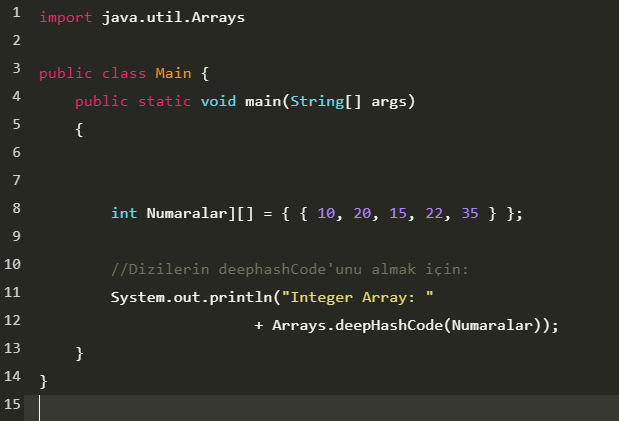 1 import java.util.Arrays
2
3 public class Main {
4 public static void main(String[] args)
5 {
6
7
8 int Numaralar][] = { { 10, 20, 15, 22, 35 } };
9
10 //Dizilerin deephashCode'unu almak için:
11 System.out.println("Integer Array: "
12 + Arrays.deepHashCode(Numaralar));
13 }
14 }
15